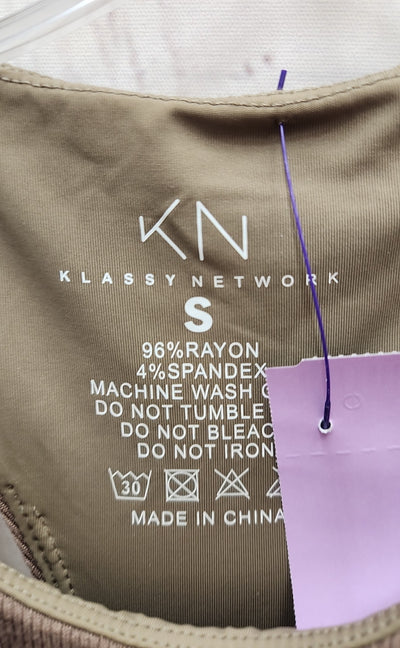 KN
KLASSY NETWORK
S
96%RAYON
4%SPANDEX
MACHINE WASH
DO NOT TUMBLE
DO NOT BLEAC
DO NOT IRON
30
MADE IN CHINA